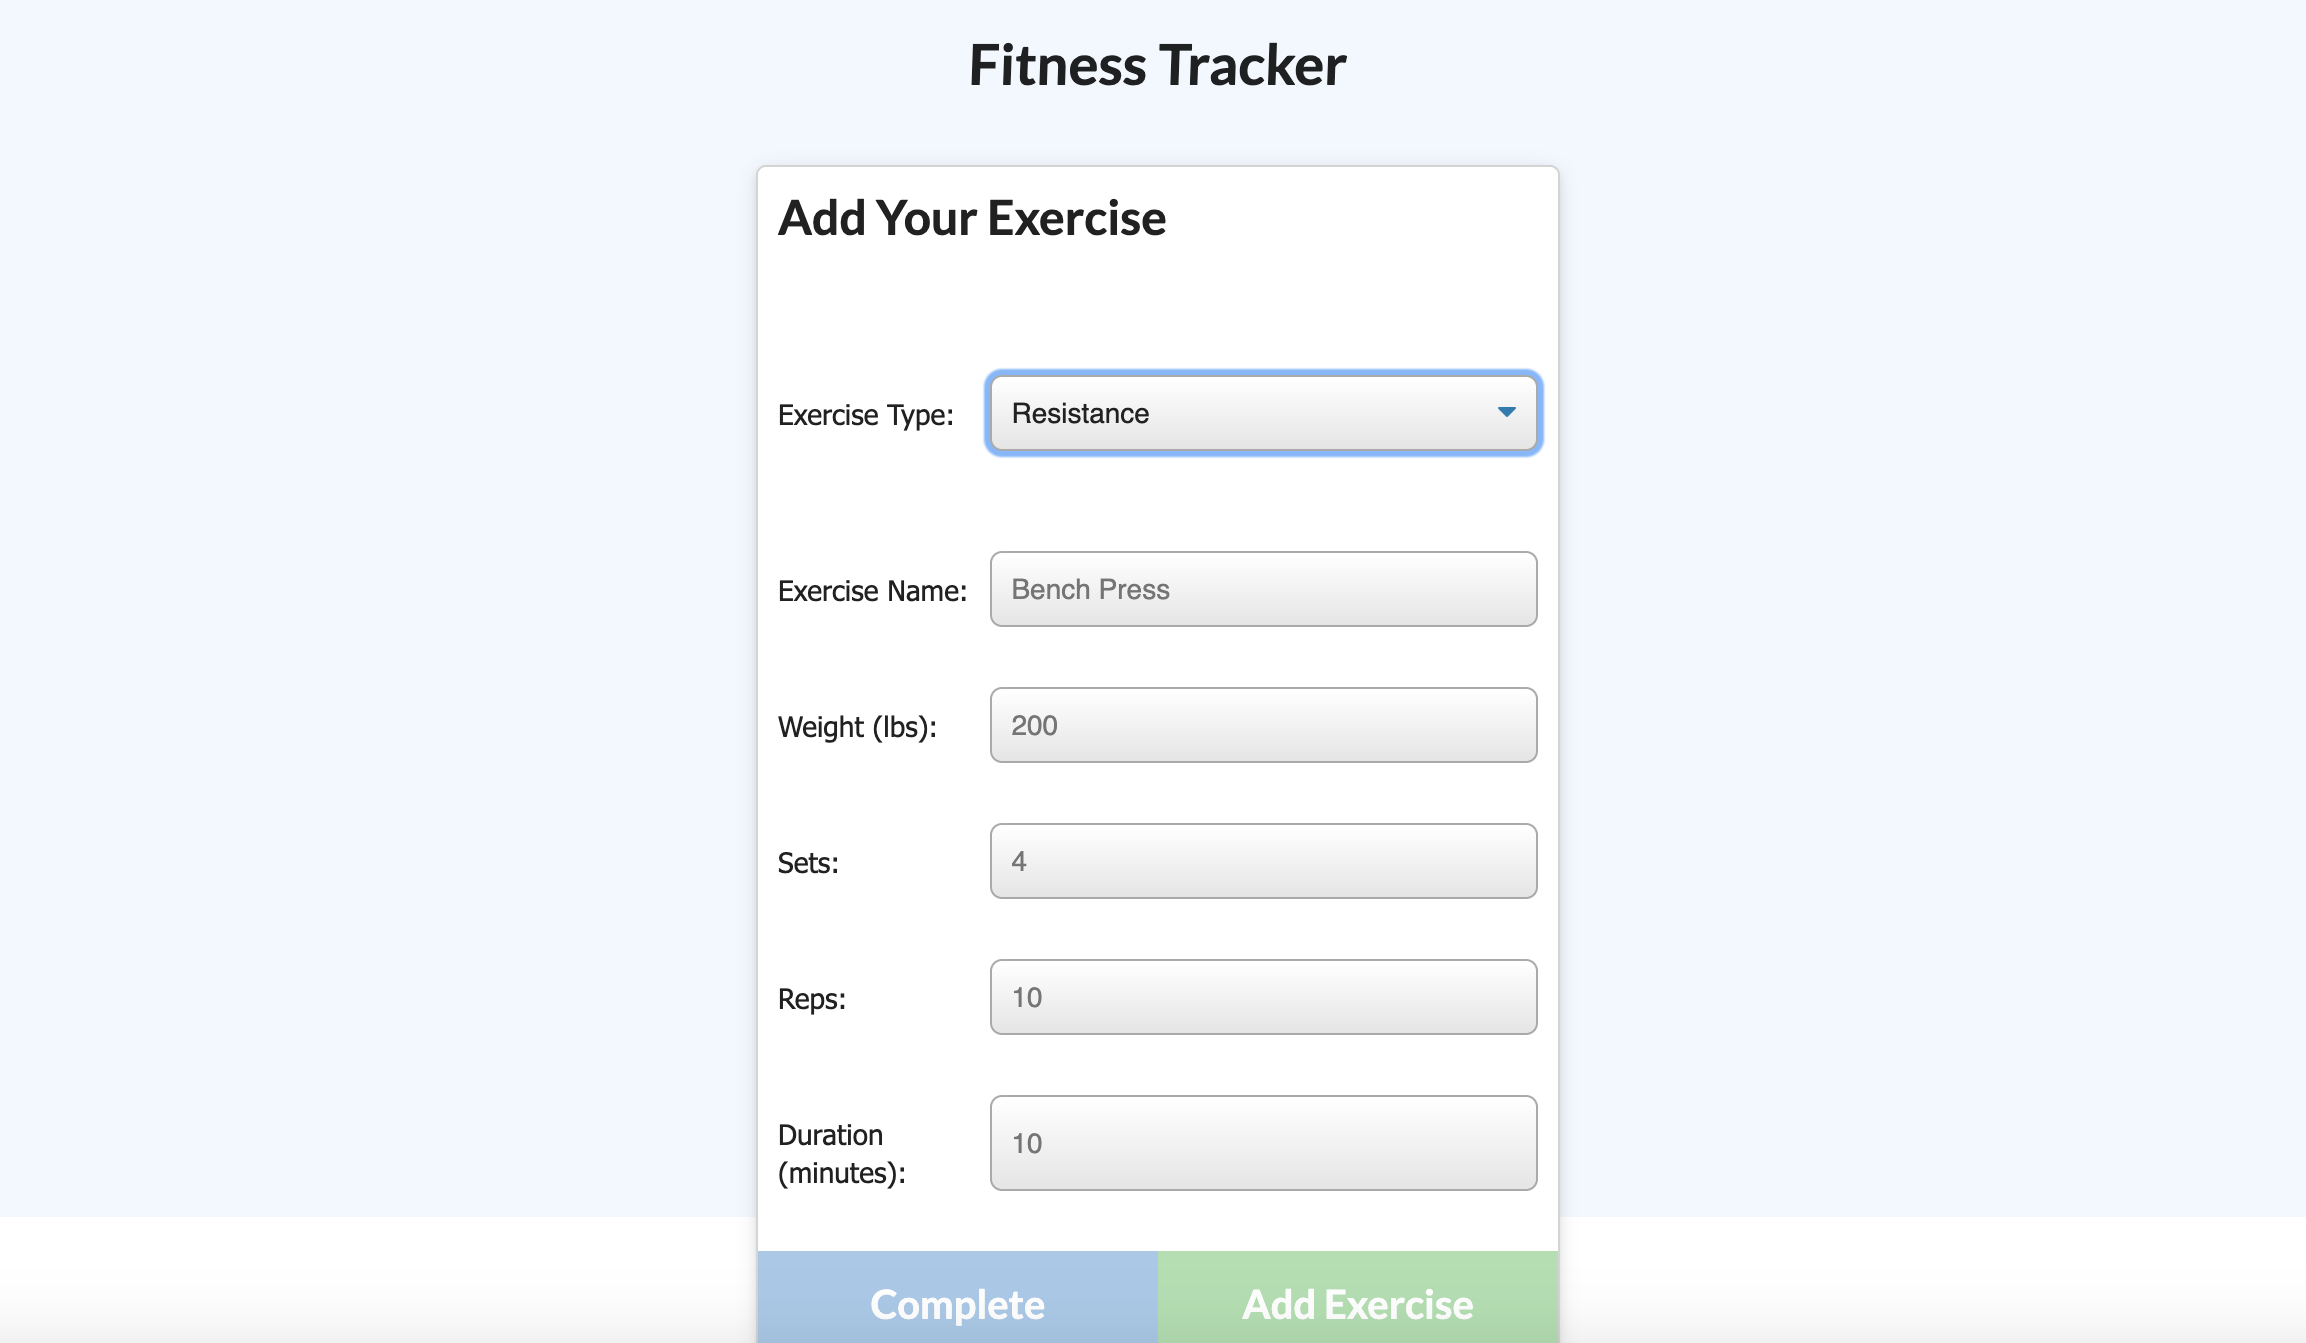 Fitness Tracker
Add Your Exercise
Exercise Type: Resistance
Exercise Name: Bench Press
Weight (lbs): 200
Sets: 4
Reps: 10
Duration (minutes): 10
Complete Add Exercise